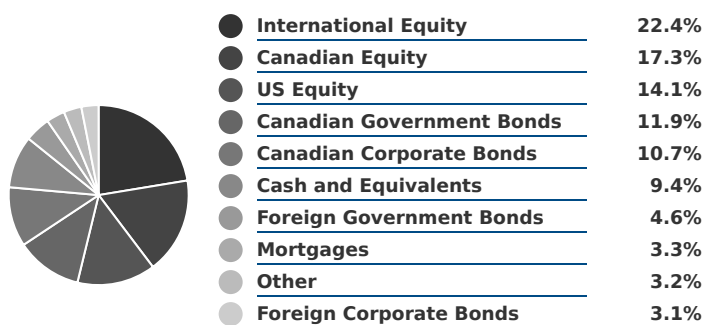 International Equity 22.4%
Canadian Equity 17.3%
US Equity 14.1%
Canadian Government Bonds 11.9%
Canadian Corporate Bonds 10.7%
Cash and Equivalents 9.4%
Foreign Government Bonds 4.6%
Mortgages 3.3%
Other 3.2%
Foreign Corporate Bonds 3.1%